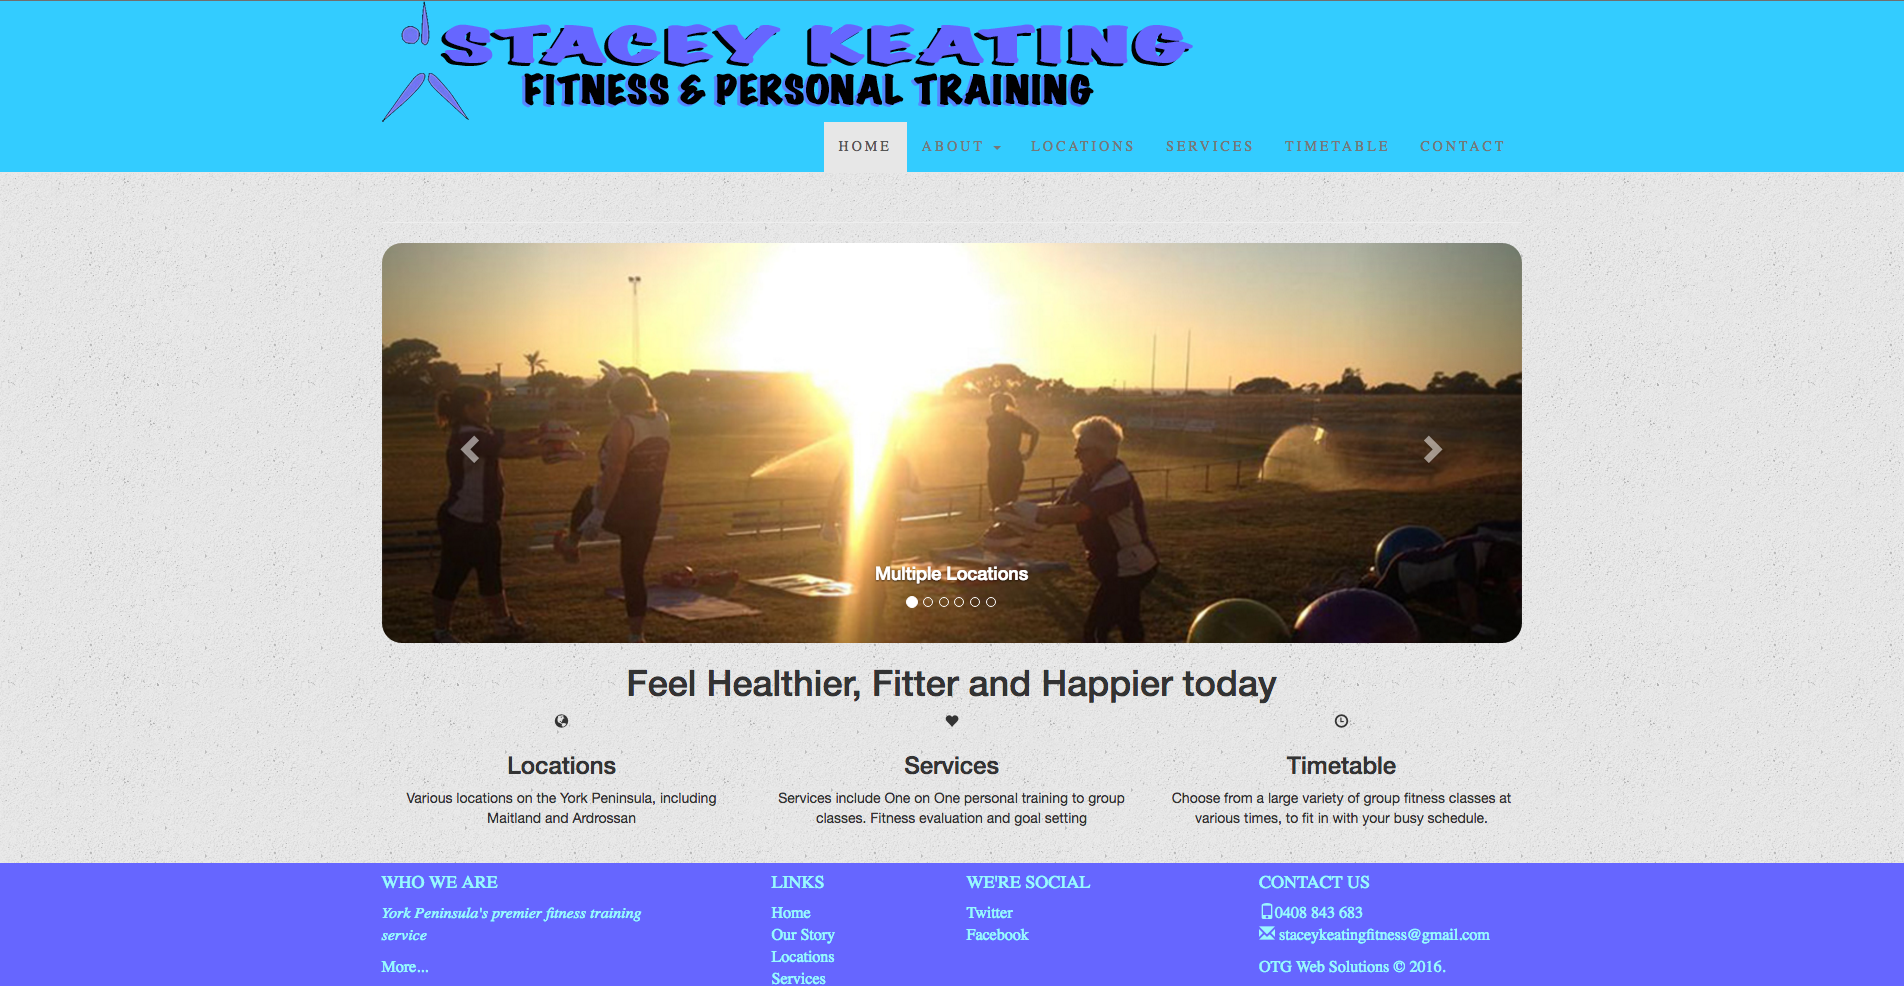 STACEY KEATING
FITNESS & PERSONAL TRAINING
HOME ABOUT LOCATIONS SERVICES TIMETABLE CONTACT
Multiple Locations
Feel Healthier, Fitter and Happier today
Locations
Various locations on the York Peninsula, including
Maitland and Ardrossan
Services
Services include One on One personal training to group
classes. Fitness evaluation and goal setting
Timetable
Choose from a large variety of group fitness classes at
various times, to fit in with your busy schedule.
WHO WE ARE
York Peninsula's premier fitness training
service
More...
LINKS
Home
Our Story
Locations
Services
WE'RE SOCIAL
Twitter
Facebook
CONTACT US
0408 843 683
staceykeatingfitness@gmail.com
OTG Web Solutions © 2016.